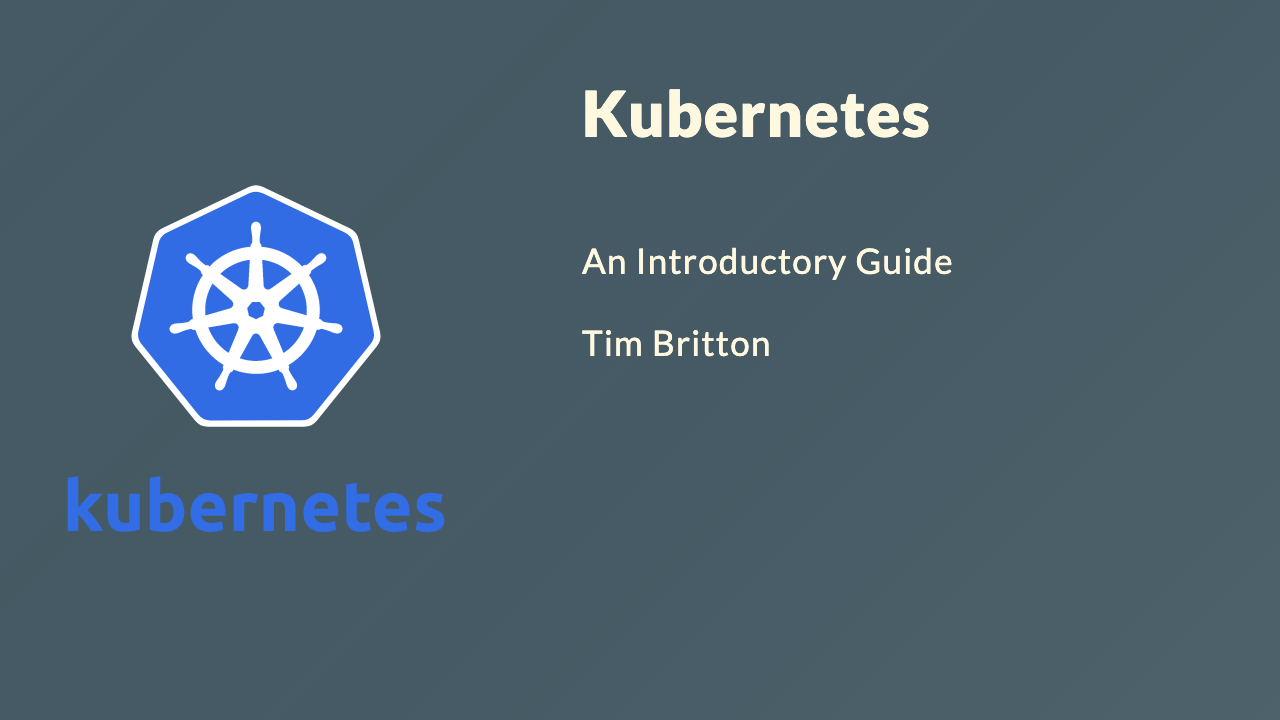 Kubernetes
An Introductory Guide
Tim Britton
kubernetes